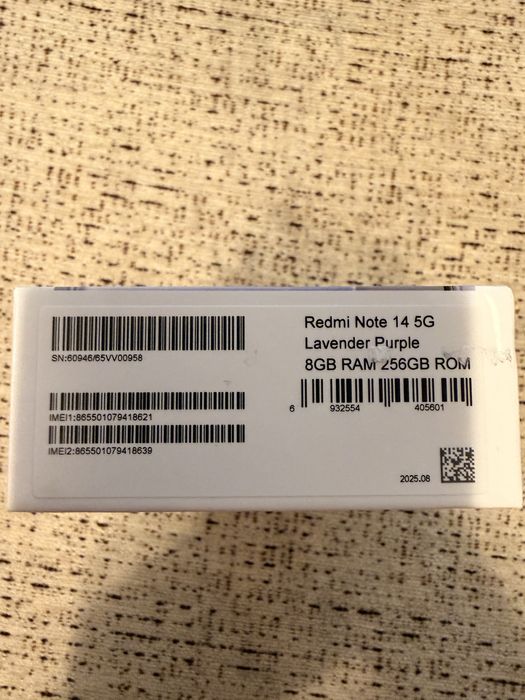 SN:60946/65VV00958
IMEI1:865501079418621
IMEI2:865501079418639
Redmi Note 14 5G
Lavender Purple
8GB RAM 256GB ROM
6 932554 405601
2025.08